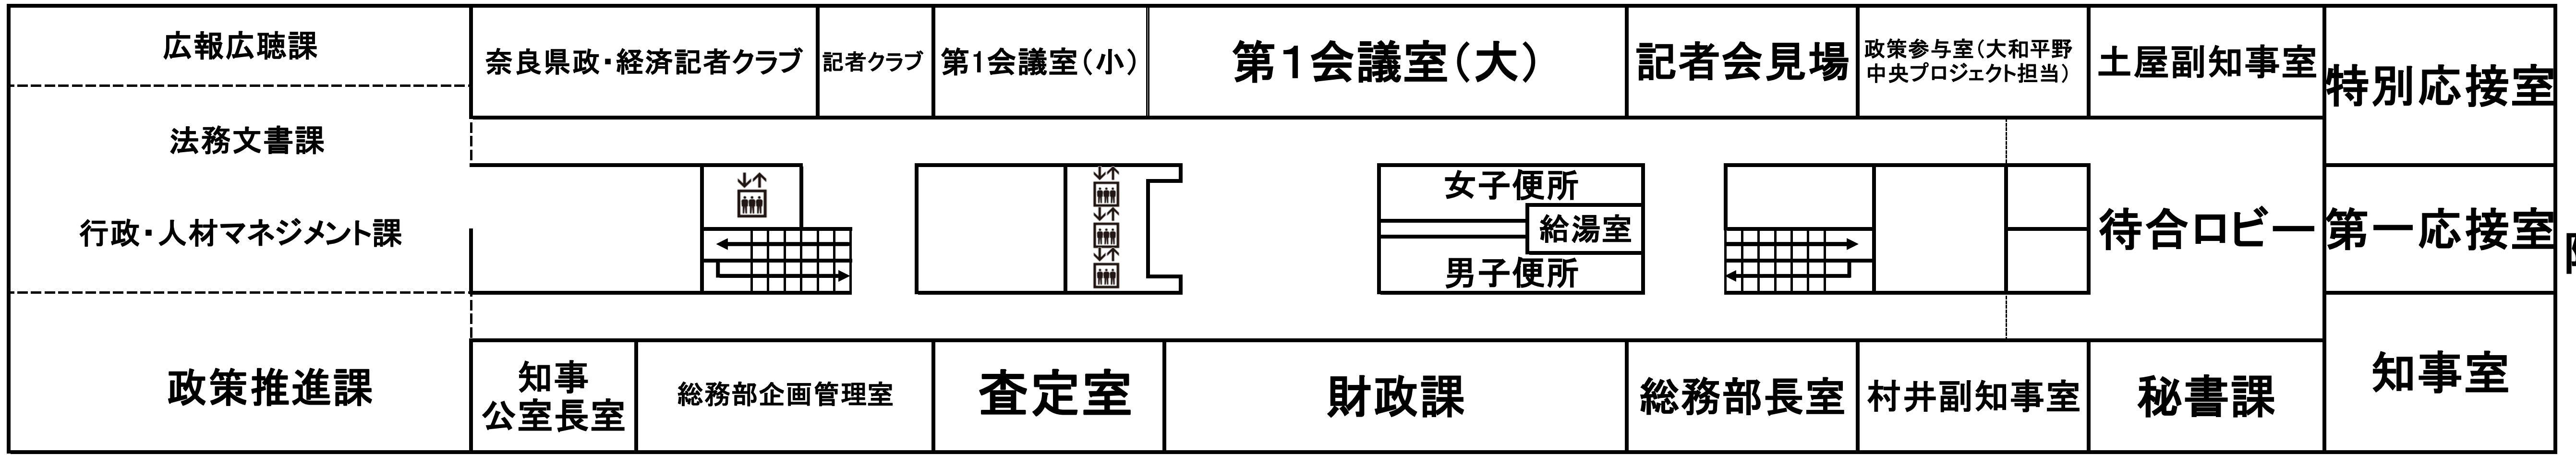 広報広聴課
法務文書課
行政・人材マネジメント課
政策推進課
奈良県政・経済記者クラブ
記者クラブ
第1会議室（小）
第１会議室（大）
記者会見場
政策参与室（大和平野
中央プロジェクト担当）
土屋副知事室
特別応接室
女子便所
給湯室
男子便所
待合ロビー
第一応接室
知事
公室長室
総務部企画管理室
査定室
財政課
総務部長室
村井副知事室
秘書課
知事室